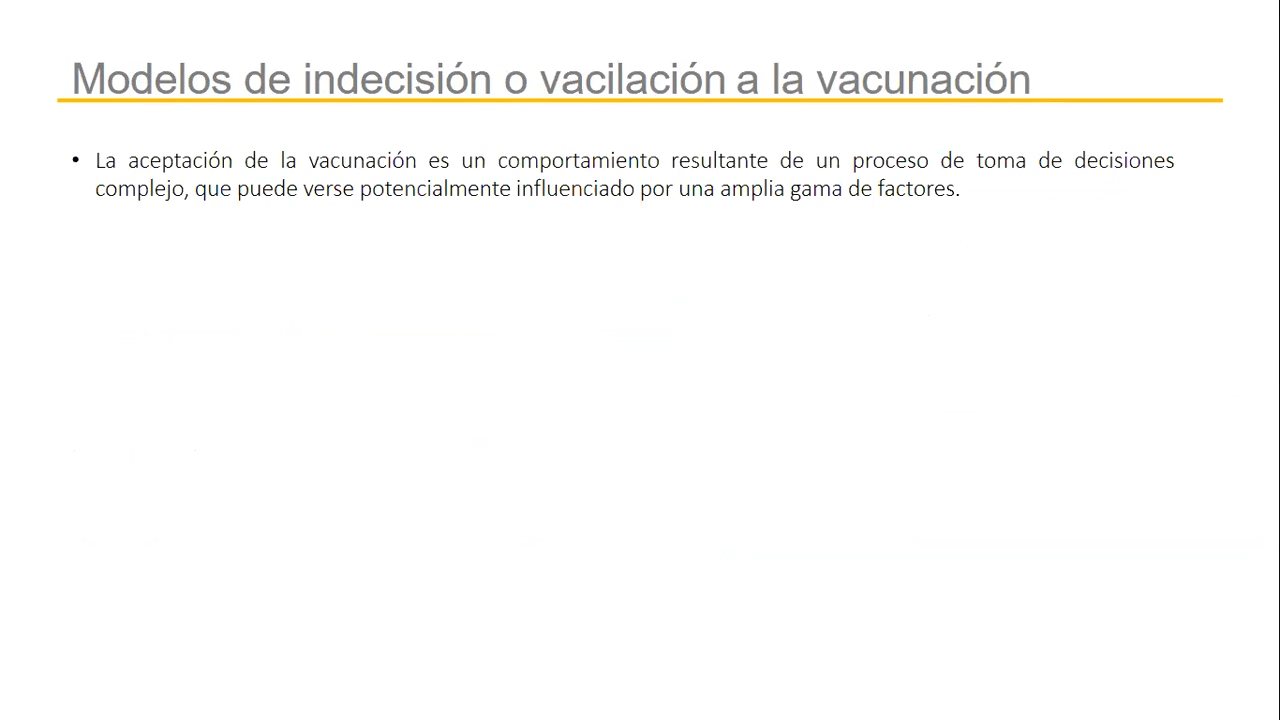 Modelos de indecisión o vacilación a la vacunación
• La aceptación de la vacunación es un comportamiento resultante de un proceso de toma de decisiones
complejo, que puede verse potencialmente influenciado por una amplia gama de factores.